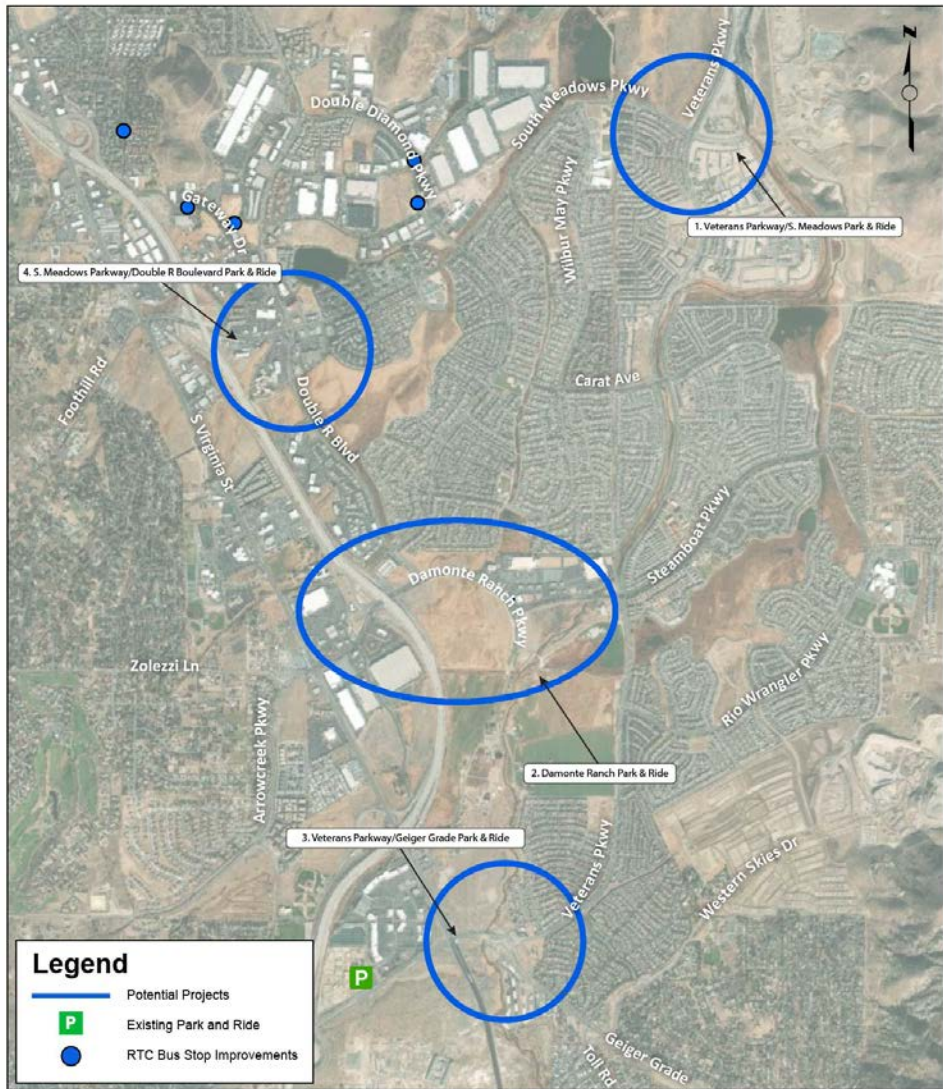 N
Veterans Pkwy
Double Diamond Pkwy
South Meadows Pkwy
Wilbur May Pkwy
Gateway Dr
1. Veterans Parkway/S. Meadows Park & Ride
4. S. Meadows Parkway/Double R Boulevard Park & Ride
Foothill Rd
Carat Ave
Double R Blvd
S Virginia St
Steamboat Pkwy
Damonte Ranch Pkwy
Zolezzi Ln
Rio Wrangler Pkwy
Arrowcreek Pkwy
2. Damonte Ranch Park & Ride
3. Veterans Parkway/Geiger Grade Park & Ride
Veterans Pkwy
Western Skies Dr
P
Geiger Grade
Toll Rd
Legend
Potential Projects
P Existing Park and Ride
RTC Bus Stop Improvements